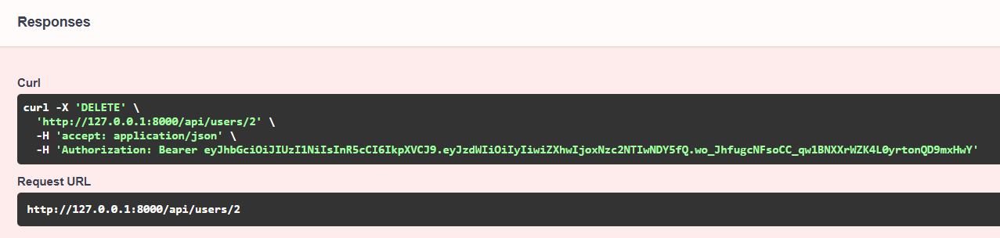 Responses
Curl
curl -X 'DELETE' \
  'http://127.0.0.1:8000/api/users/2' \
  -H 'accept: application/json' \
  -H 'Authorization: Bearer eyJhbGciOiJIUzI1NiIsInR5cCI6IkpXVCJ9.eyJzdWIiOiIyIiwiZXhwIjoxNzc2NTIwNDY5fQ.wo_JhfugcNFsoCC_qw1BNXXrWZK4L0yrtonQD9mxHwY'
Request URL
http://127.0.0.1:8000/api/users/2